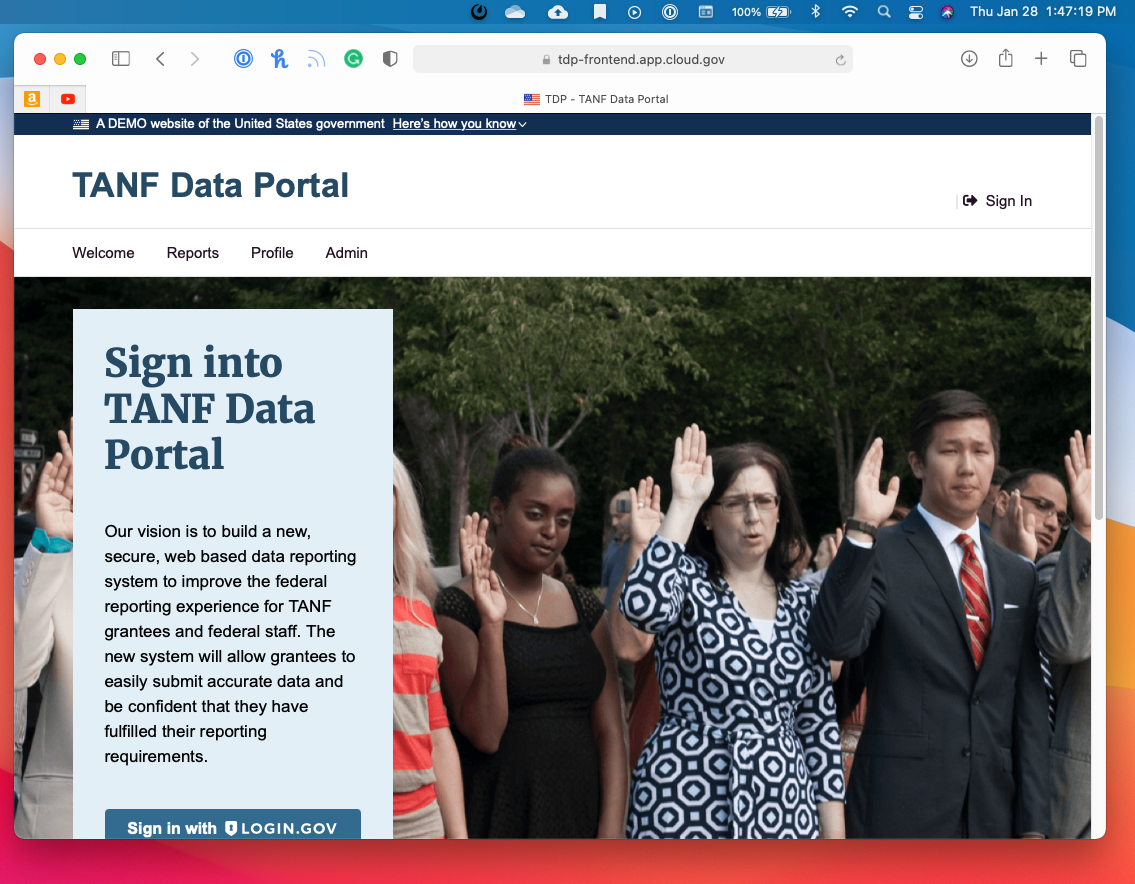 100%
Thu Jan 28 1:47:19 PM
tdp-frontend.app.cloud.gov
TDP - TANF Data Portal
A DEMO website of the United States government Here's how you know
TANF Data Portal
Sign In
Welcome Reports Profile Admin
Sign into
TANF Data
Portal
Our vision is to build a new,
secure, web based data reporting
system to improve the federal
reporting experience for TANF
grantees and federal staff. The
new system will allow grantees to
easily submit accurate data and
be confident that they have
fulfilled their reporting
requirements.
Sign in with LOGIN.GOV